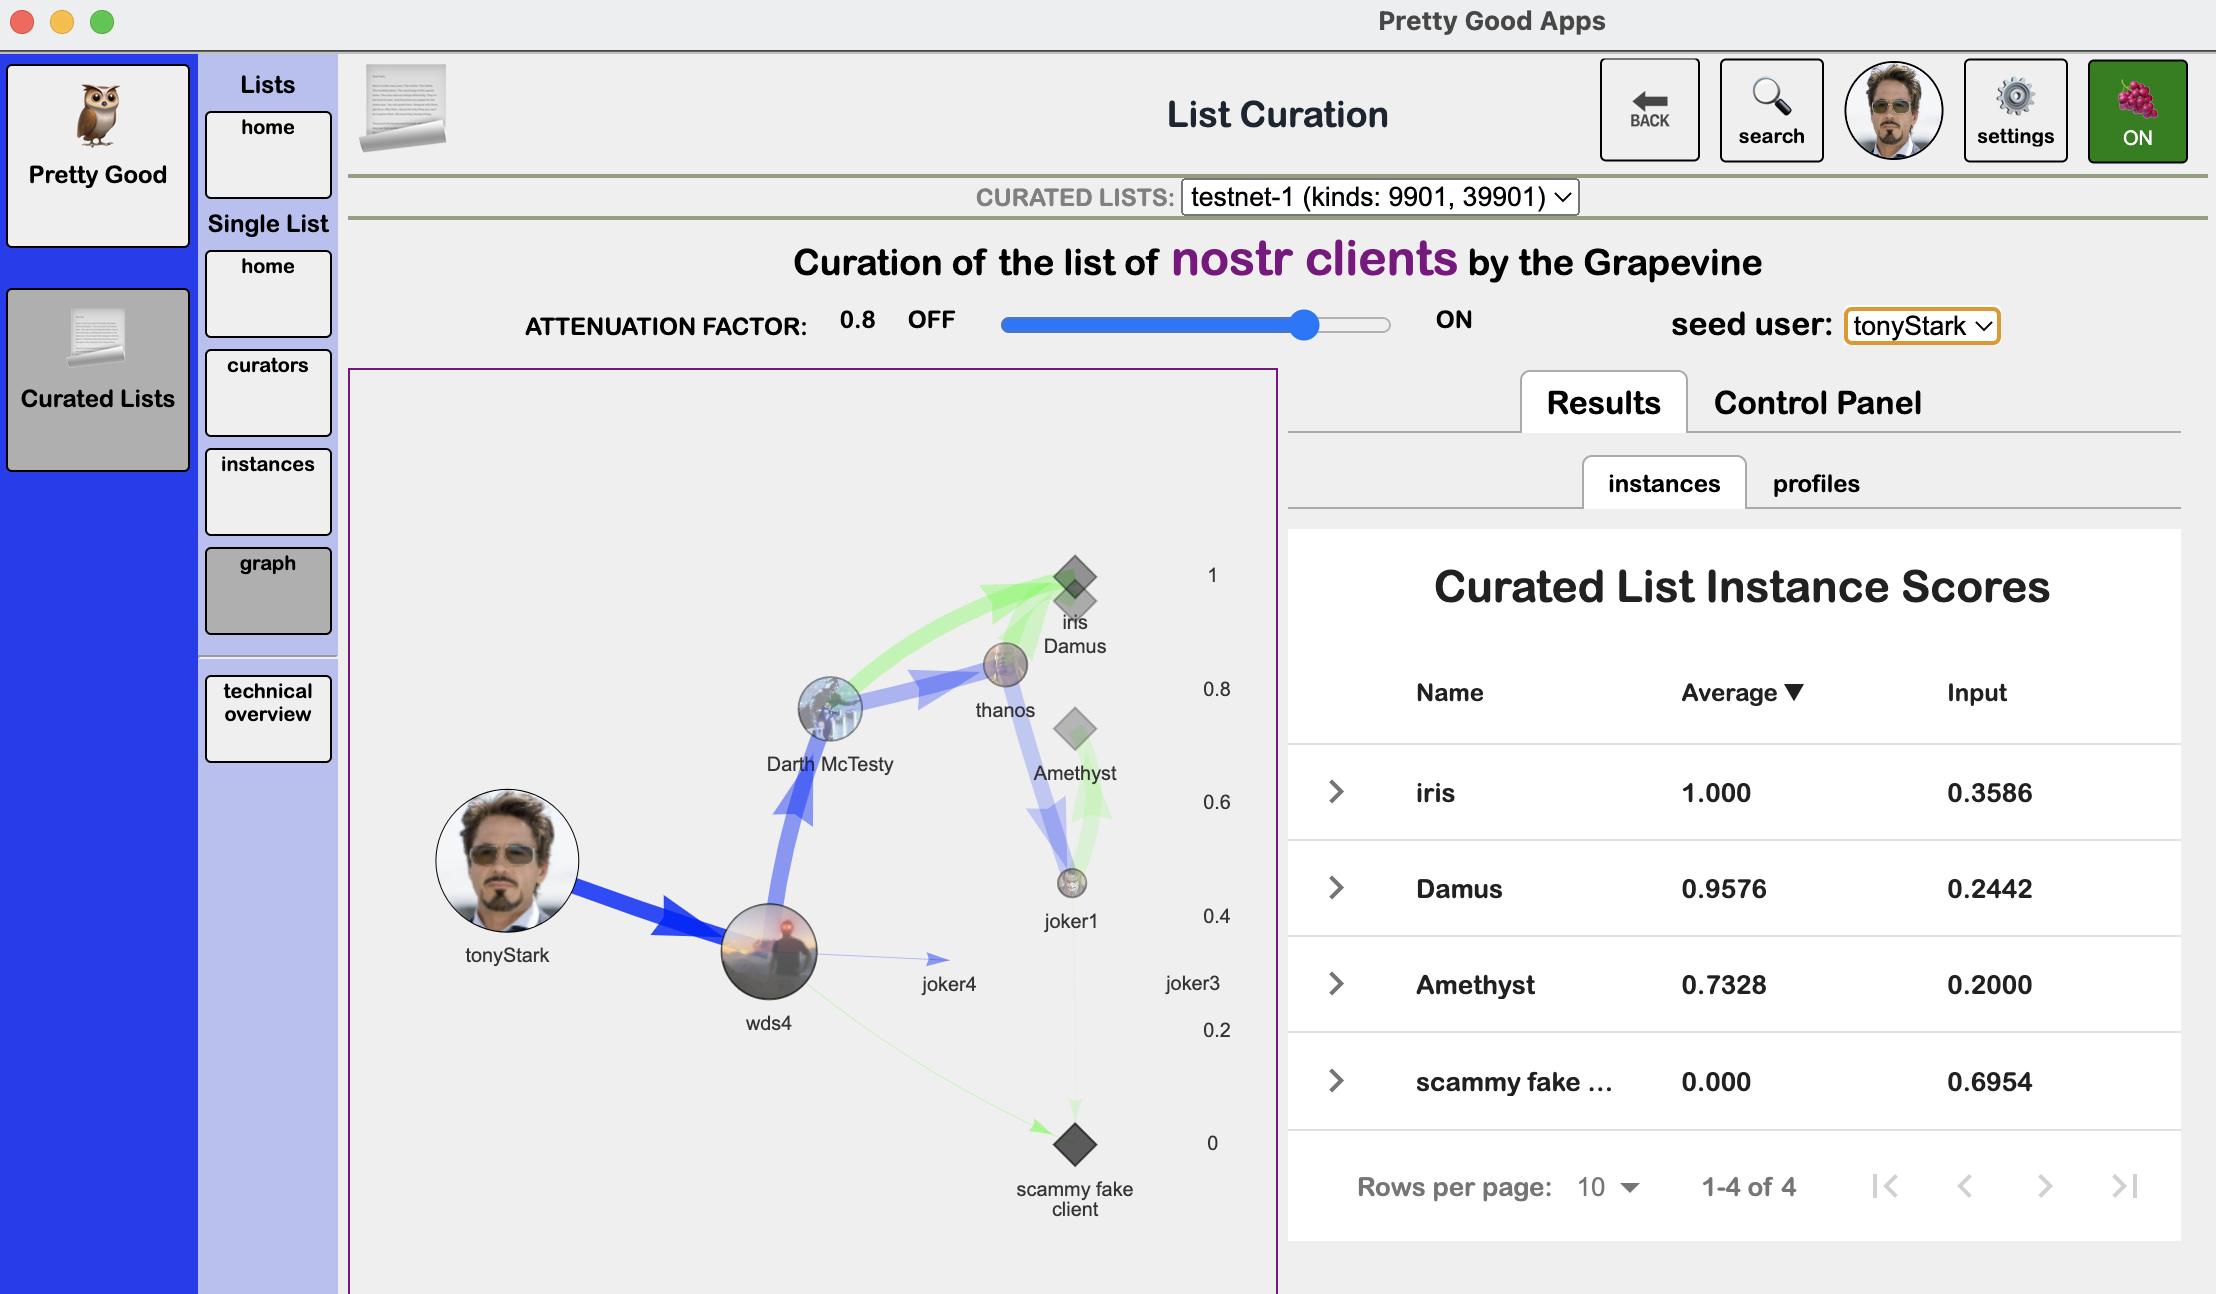 Pretty Good Apps
Pretty Good
Curated Lists
Lists
home
Single List
home
curators
instances
graph
technical
overview
List Curation
BACK
search
settings
ON
CURATED LISTS: testnet-1 (kinds: 9901, 39901)
Curation of the list of nostr clients by the Grapevine
ATTENUATION FACTOR: 0.8 OFF ON
seed user: tonyStark
1
iris
Damus
0.8
thanos
Darth McTesty
Amethyst
0.6
0.4
joker1
tonyStark
joker4
joker3
wds4
0.2
0
scammy fake
client
Results Control Panel
instances profiles
Curated List Instance Scores
Name Average ▼ Input
iris 1.000 0.3586
Damus 0.9576 0.2442
Amethyst 0.7328 0.2000
scammy fake ... 0.000 0.6954
Rows per page: 10 1-4 of 4